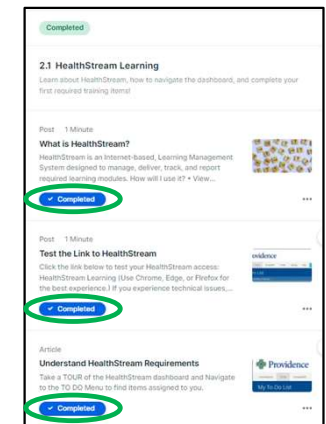 Completed
2.1 HealthStream Learning
Learn about HealthStream, how to navigate the dashboard, and complete your
first required training items!
Post 1 Minute
What is HealthStream?
HealthStream is an Internet-based, Learning Management
System designed to manage, deliver, track, and report
required learning modules. How will I use it? • View...
✓ Completed
Post 1 Minute
Test the Link to HealthStream
Click the link below to test your HealthStream access:
HealthStream Learning (Use Chrome, Edge, or Firefox for
the best experience.) If you experience technical issues,...
✓ Completed
ovidence
Article
Understand HealthStream Requirements
Take a TOUR of the HealthStream dashboard and Navigate
to the TO DO Menu to find items assigned to you.
✓ Completed
Providence
My To Do List